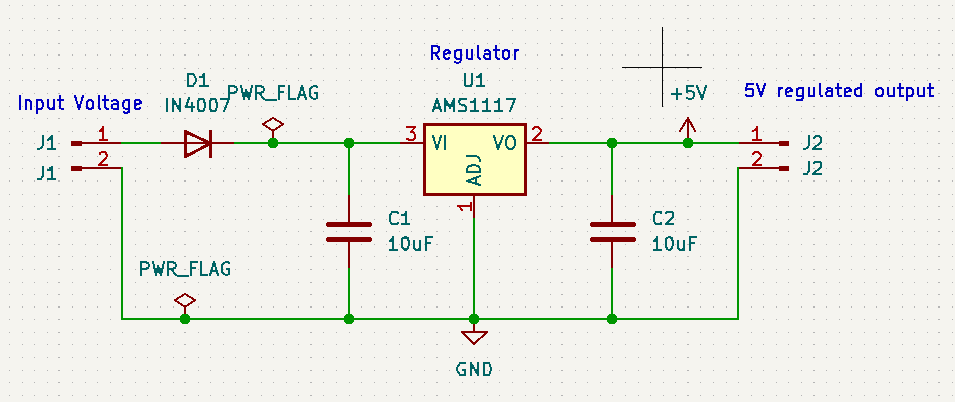 Regulator
Input Voltage
D1
IN4007
PWR_FLAG
U1
AMS1117
+5V
5V regulated output
J1
1
J1
2
3
VI
VO
2
ADJ
1
1
J2
2
J2
C1
10uF
C2
10uF
PWR_FLAG
GND